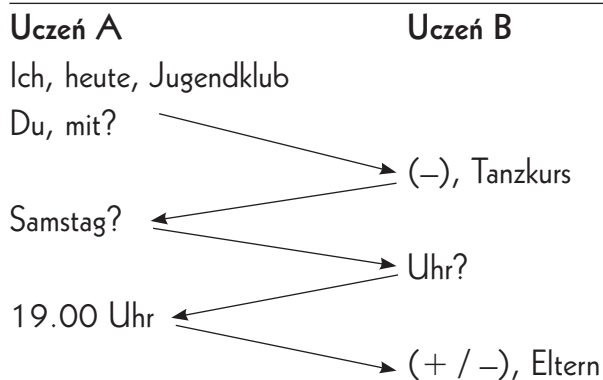 Uczeń A Uczeń B
Ich, heute, Jugendklub
Du, mit?
(–), Tanzkurs
Samstag?
Uhr?
19.00 Uhr
(+ / –), Eltern